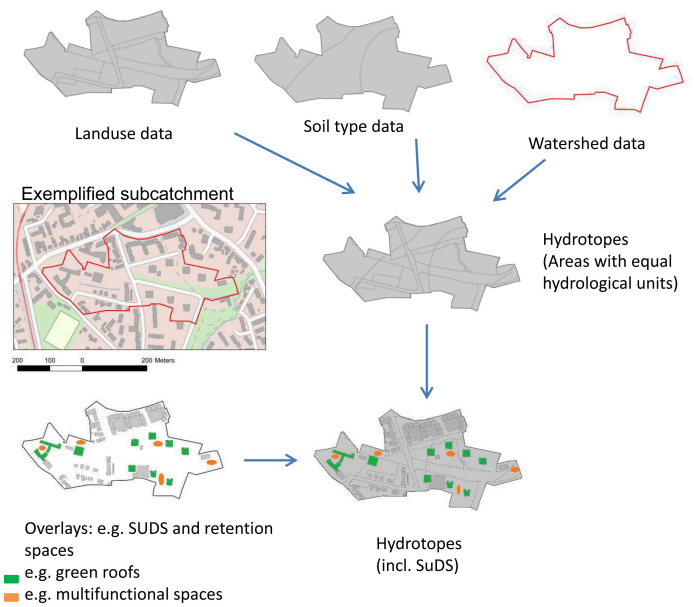 Landuse data
Soil type data
Watershed data
Exemplified subcatchment
Hydrotopes
(Areas with equal
hydrological units)
200 100 0 200 Meters
Overlays: e.g. SUDS and retention
spaces
e.g. green roofs
e.g. multifunctional spaces
Hydrotopes
(incl. SuDS)